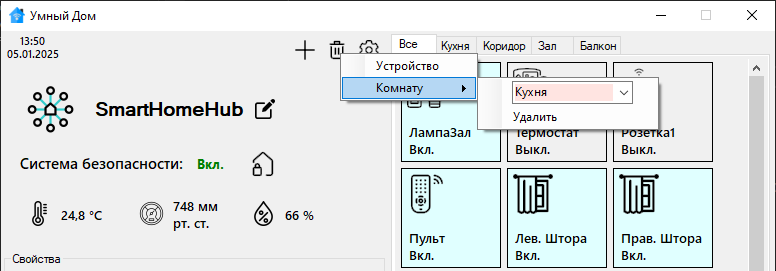 Умный Дом
13:50
05.01.2025
Все
Кухня
Коридор
Зал
Балкон
Устройство
Комнату
Кухня
Удалить
SmartHomeHub
ЛампаЗал
Вкл.
Термостат
Выкл.
Розетка1
Выкл.
Система безопасности: Вкл.
24,8 °C
748 мм
рт. ст.
66 %
Пульт
Вкл.
Лев. Штора
Вкл.
Прав. Штора
Вкл.
Свойства